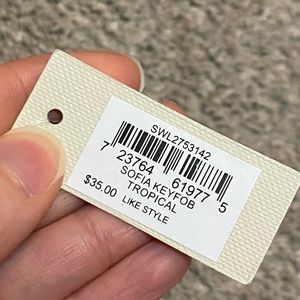 SWL2753142
7 23764 61977 5
SOFIA KEYFOB
TROPICAL
$35.00 LIKE STYLE